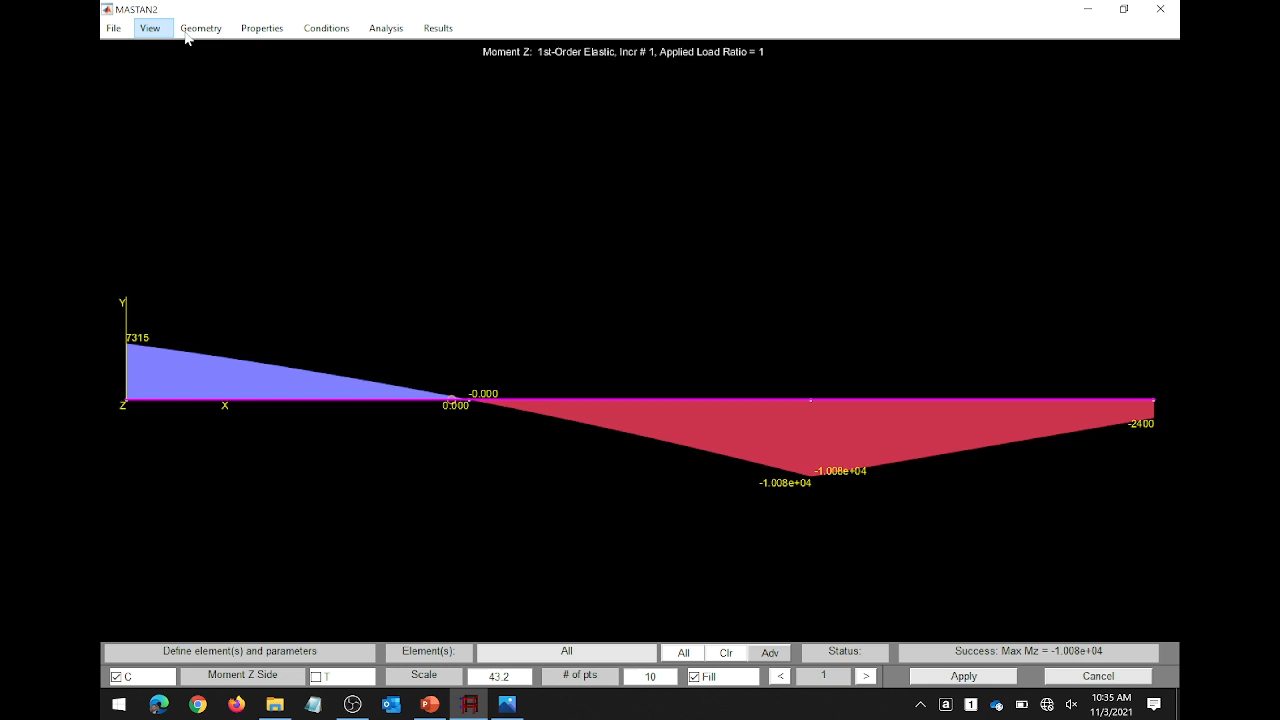 MASTAN2
File View Geometry Properties Conditions Analysis Results
Moment Z: 1st-Order Elastic, Incr # 1, Applied Load Ratio = 1
Y
7315
-0.000
Z X 0.000
-2400
-1.008e+04
-1.008e+04
Define element(s) and parameters Element(s): All All Clr Adv Status: Success: Max Mz = -1.008e+04
C Moment Z Side T Scale 43.2 # of pts 10 Fill < 1 > Apply Cancel
10:35 AM
11/3/2021